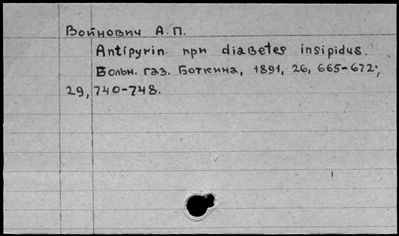 Войнович А.П.
Antipyrin при diabetes insipidus.
Больн. газ. Боткина, 1891, 26, 665-672;
29, 740-748.